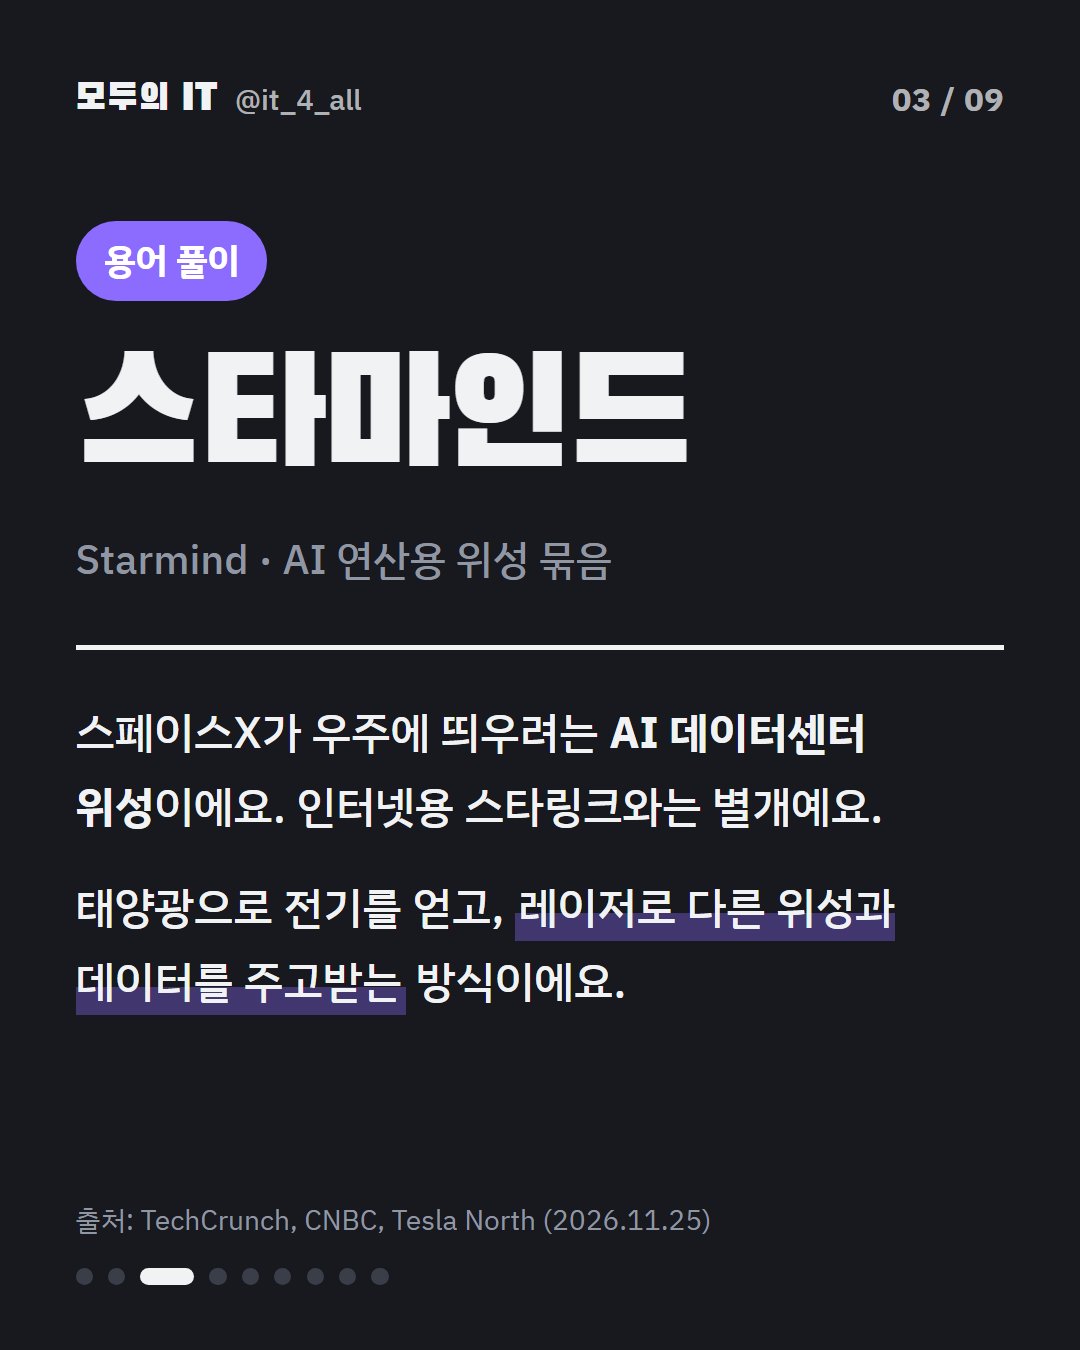 모두의 IT @it_4_all 03 / 09
용어 풀이
스타마인드
Starmind · AI 연산용 위성 묶음
스페이스X가 우주에 띄우려는 AI 데이터센터
위성이에요. 인터넷용 스타링크와는 별개예요.
태양광으로 전기를 얻고, 레이저로 다른 위성과
데이터를 주고받는 방식이에요.
출처: TechCrunch, CNBC, Tesla North (2026.11.25)